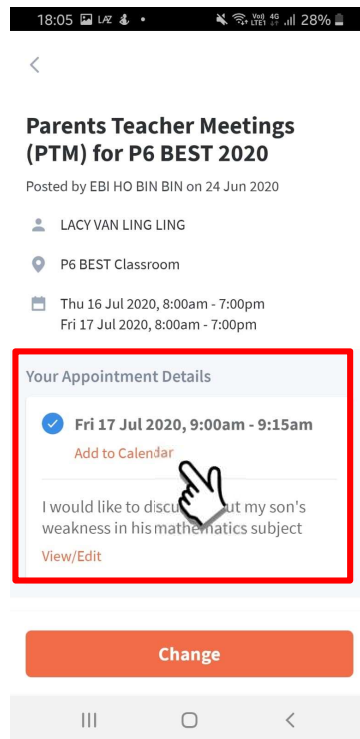 18:05 LAZ 28%
Parents Teacher Meetings
(PTM) for P6 BEST 2020
Posted by EBI HO BIN BIN on 24 Jun 2020
LACY VAN LING LING
P6 BEST Classroom
Thu 16 Jul 2020, 8:00am - 7:00pm
Fri 17 Jul 2020, 8:00am - 7:00pm
Your Appointment Details
Fri 17 Jul 2020, 9:00am - 9:15am
Add to Calendar
I would like to my son's
weakness in his mathematics subject
View/Edit
Change